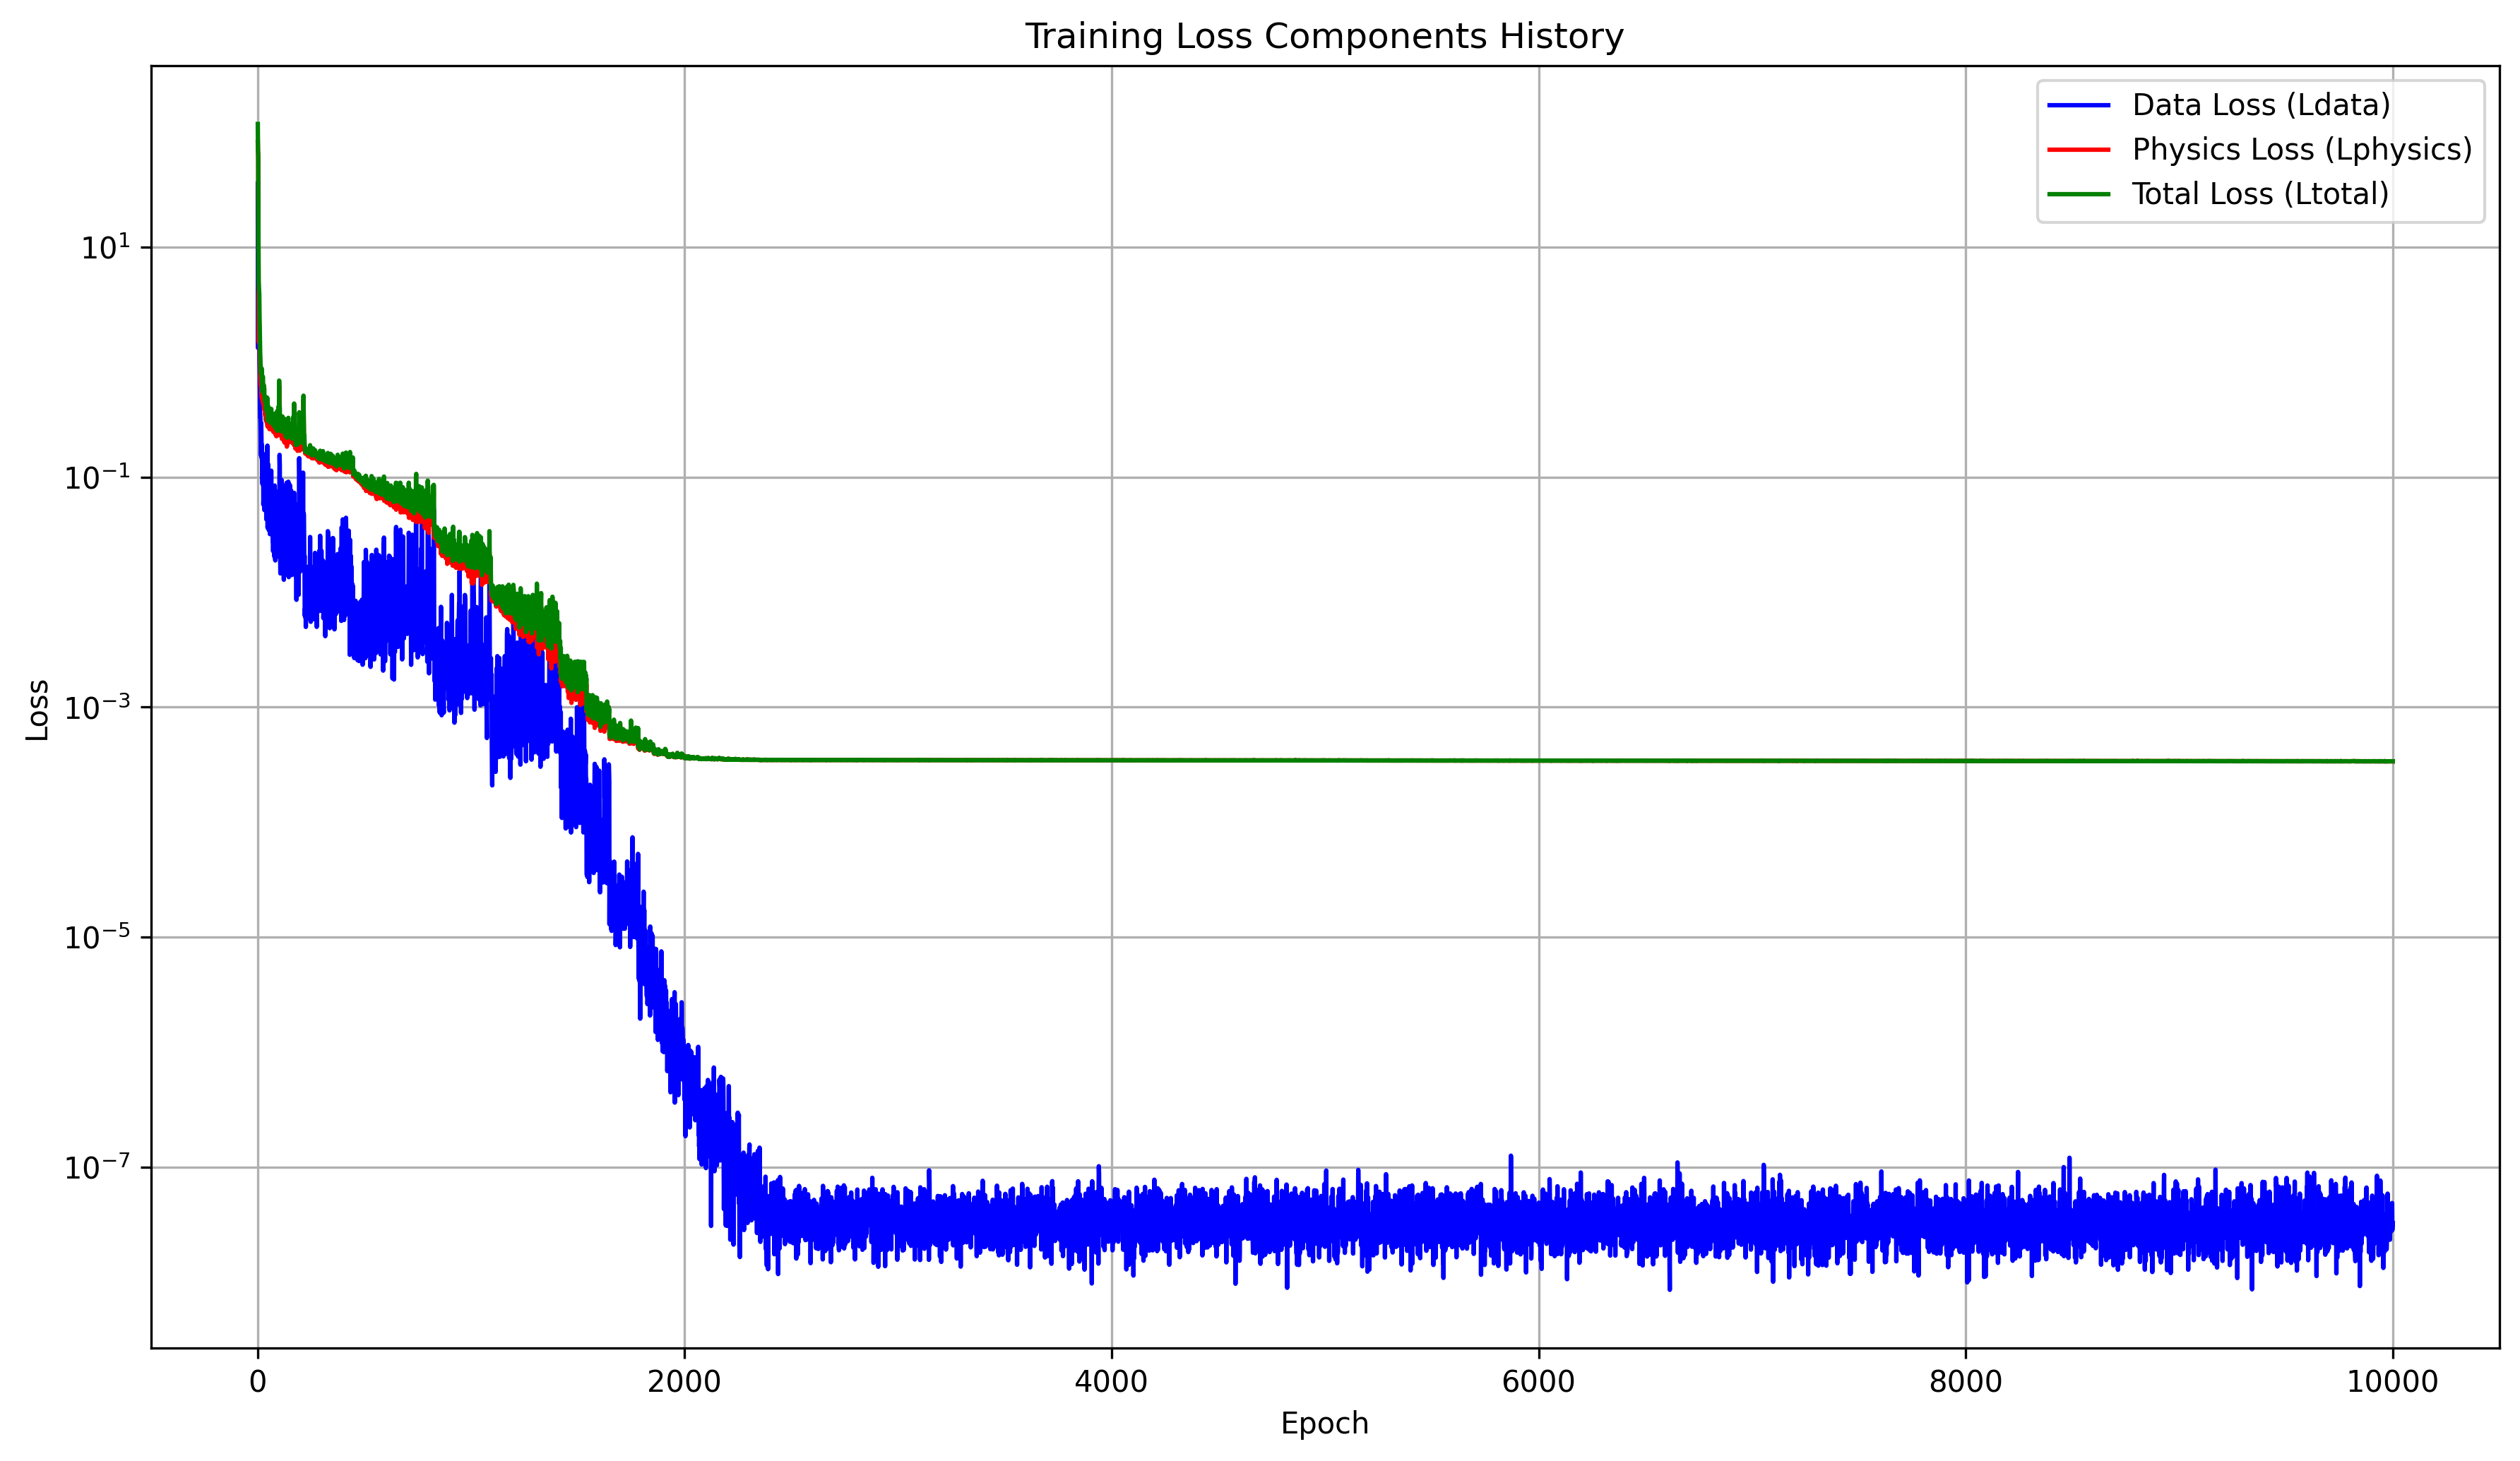 Training Loss Components History
Data Loss (Ldata)
Physics Loss (Lphysics)
Total Loss (Ltotal)
10¹
10⁻¹
10⁻³
10⁻⁵
10⁻⁷
Loss
0 2000 4000 6000 8000 10000
Epoch